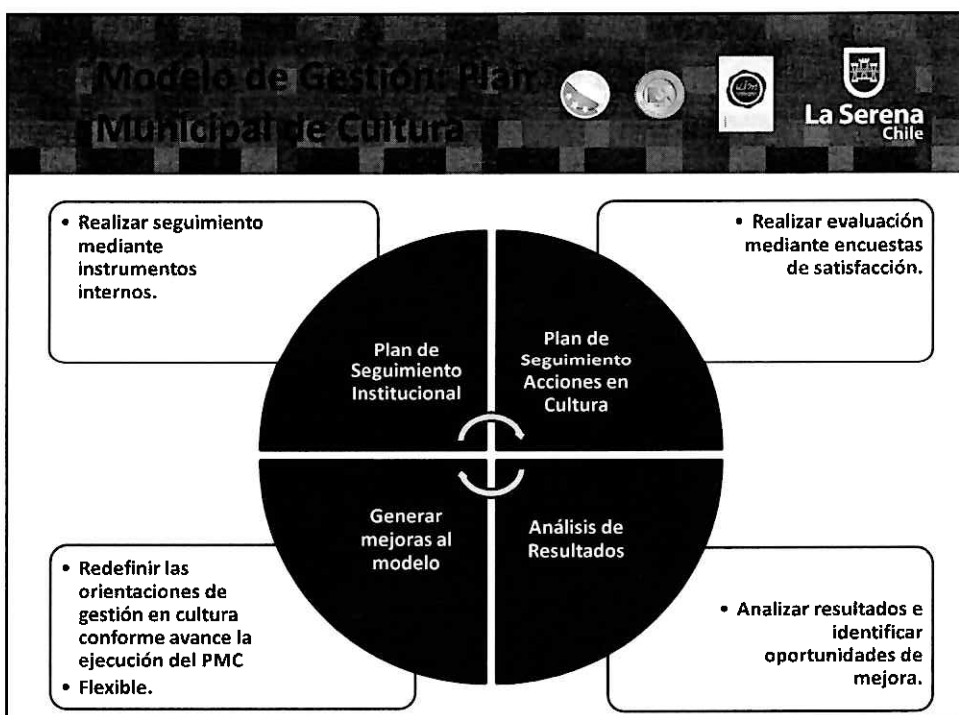 Modelo de Gestión Plan
Municipal de Cultura
La Serena
Chile
• Realizar seguimiento
mediante
instrumentos
internos.
• Realizar evaluación
mediante encuestas
de satisfacción.
Plan de
Seguimiento
Institucional
Plan de
Seguimiento
Acciones en
Cultura
Generar
mejoras al
modelo
Análisis de
Resultados
• Redefinir las
orientaciones de
gestión en cultura
conforme avance la
ejecución del PMC
• Flexible.
• Analizar resultados e
identificar
oportunidades de
mejora.